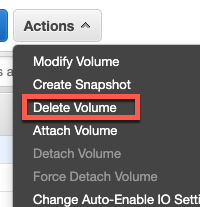 Actions
Modify Volume
Create Snapshot
Delete Volume
Attach Volume
Detach Volume
Force Detach Volume
Change Auto-Enable IO Setti